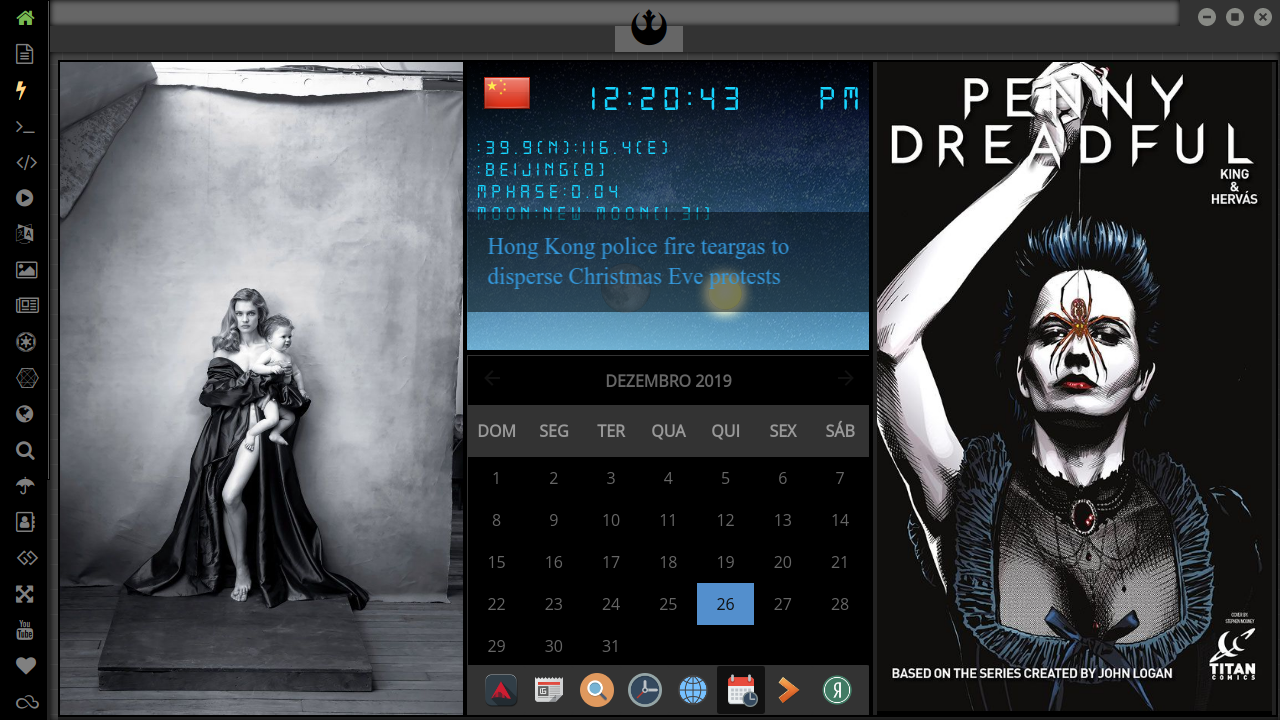 12:20:43 PM
:39.9(N):116.4(E)
:BEIJING[8]
MPHASE:0.04
MOON:NEW MOON(1.31)
Hong Kong police fire teargas to
disperse Christmas Eve protests
DEZEMBRO 2019
DOM SEG TER QUA QUI SEX SÁB
1 2 3 4 5 6 7
8 9 10 11 12 13 14
15 16 17 18 19 20 21
22 23 24 25 26 27 28
29 30 31
PENNY
DREADFUL
KING
&
HERVÁS
COVER BY
STEPHEN MOONEY
TITAN
COMICS
BASED ON THE SERIES CREATED BY JOHN LOGAN
You
Tube
Я